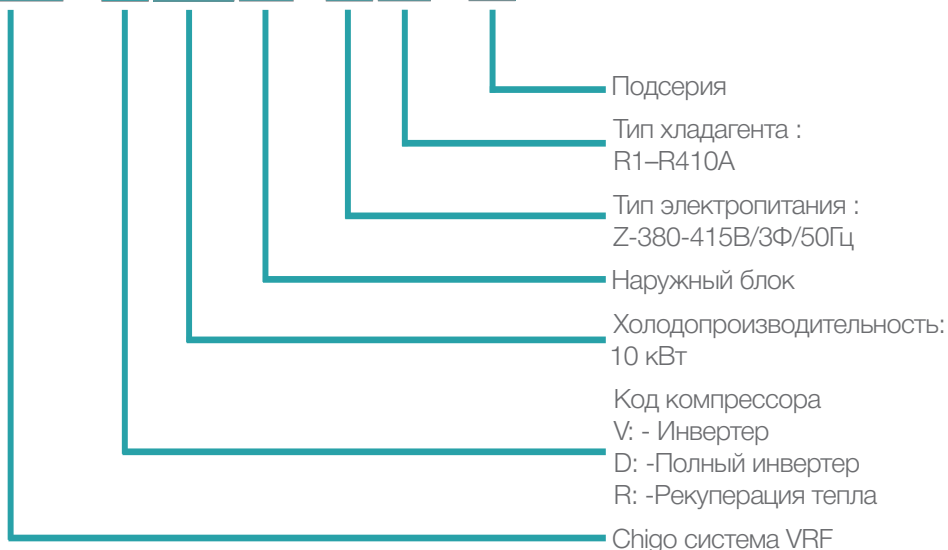 Подсерия
Тип хладагента :
R1–R410A
Тип электропитания :
Z-380-415В/3Ф/50Гц
Наружный блок
Холодопроизводительность:
10 кВт
Код компрессора
V: - Инвертер
D: -Полный инвертер
R: -Рекуперация тепла
Chigo система VRF